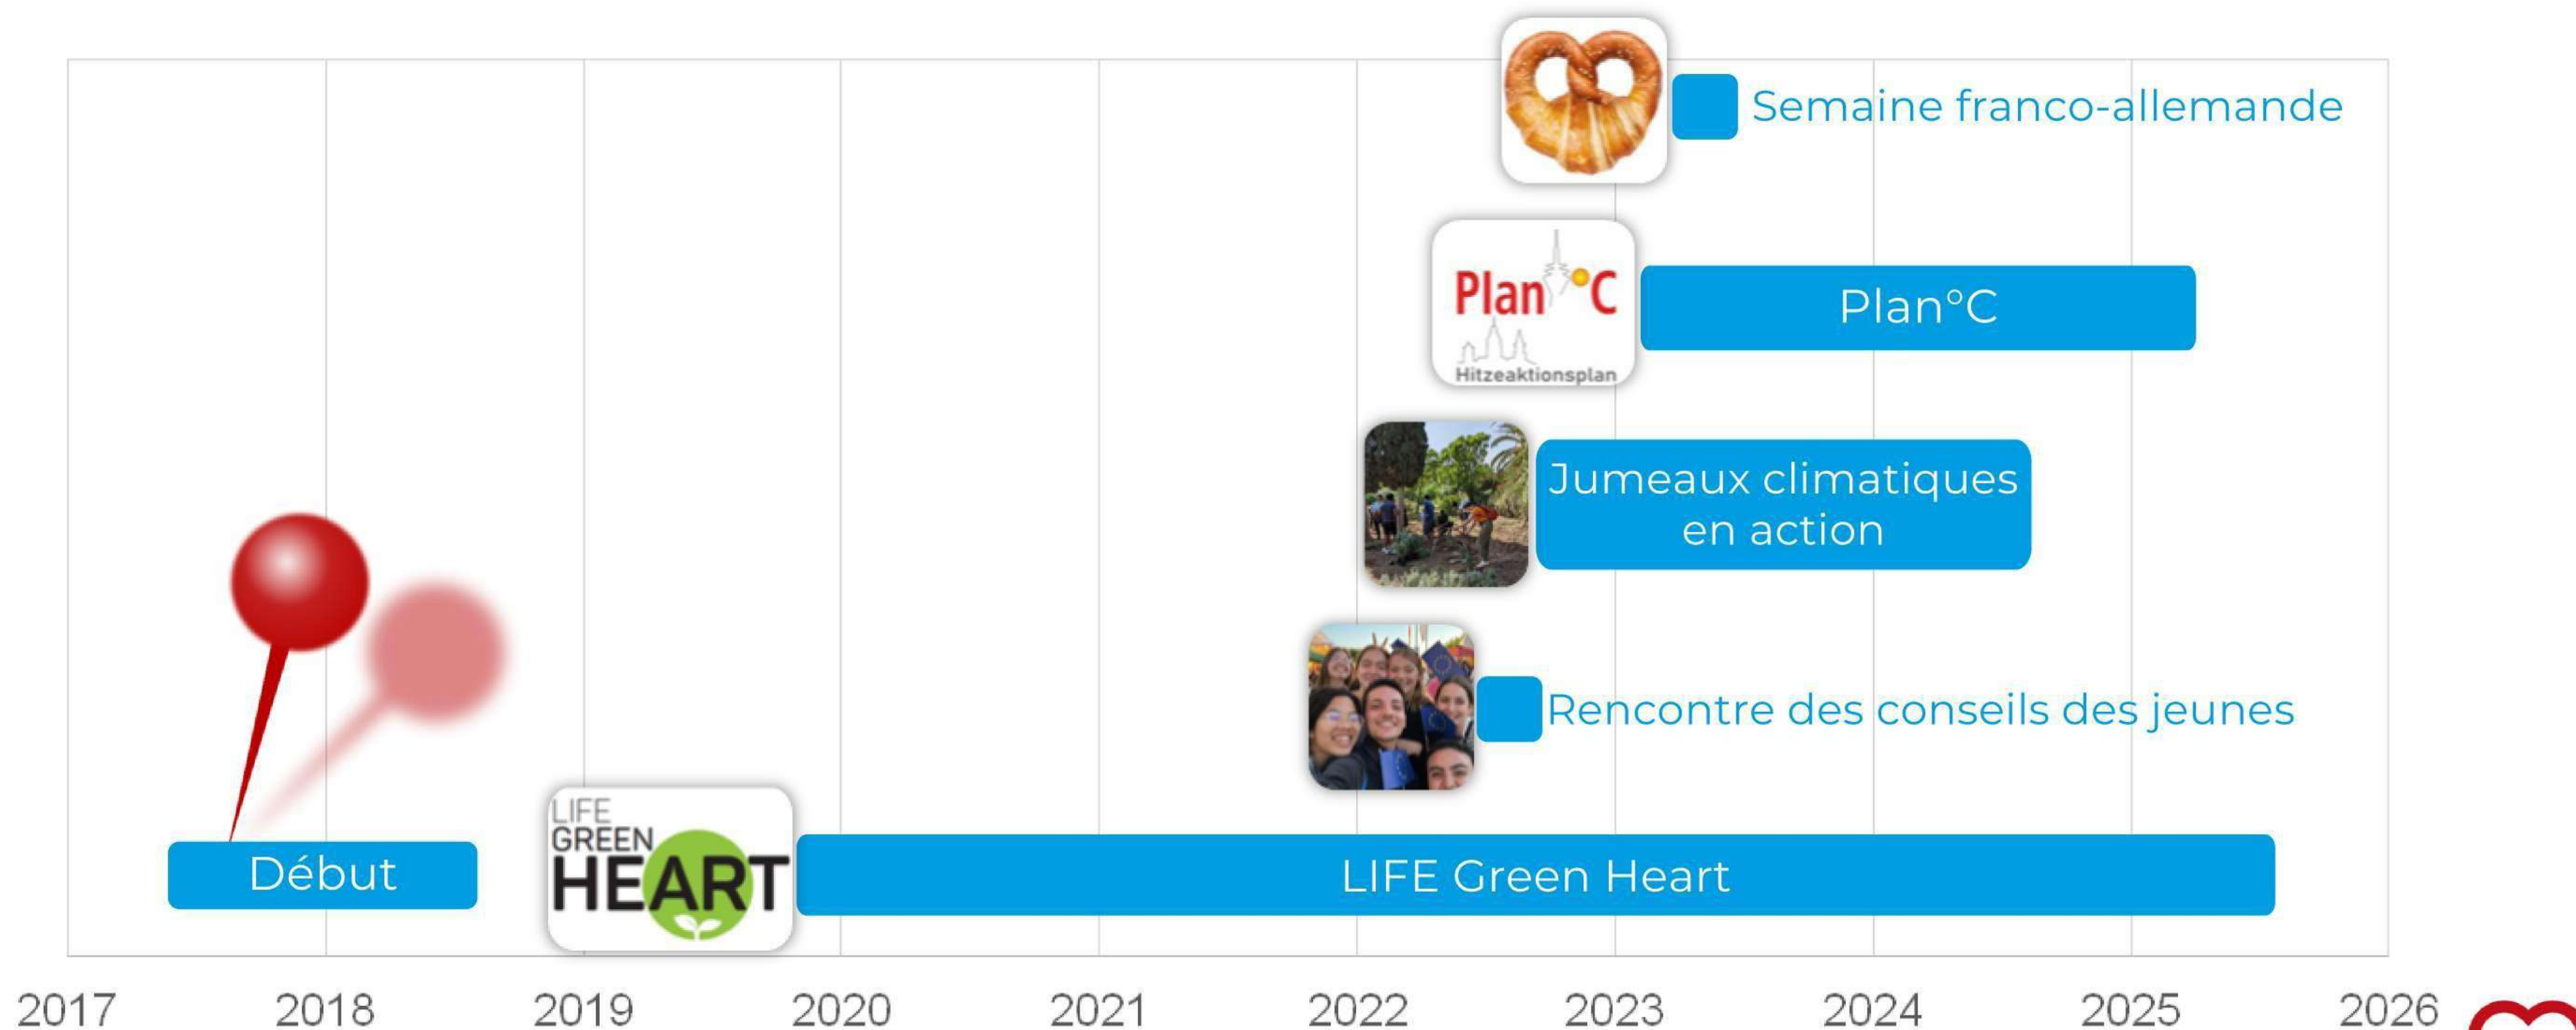 Semaine franco-allemande
Plan°C
Hitzeaktionsplan
Plan°C
Jumeaux climatiques
en action
Rencontre des conseils des jeunes
LIFE
GREEN
HEART
Début
LIFE Green Heart
2017 2018 2019 2020 2021 2022 2023 2024 2025 2026